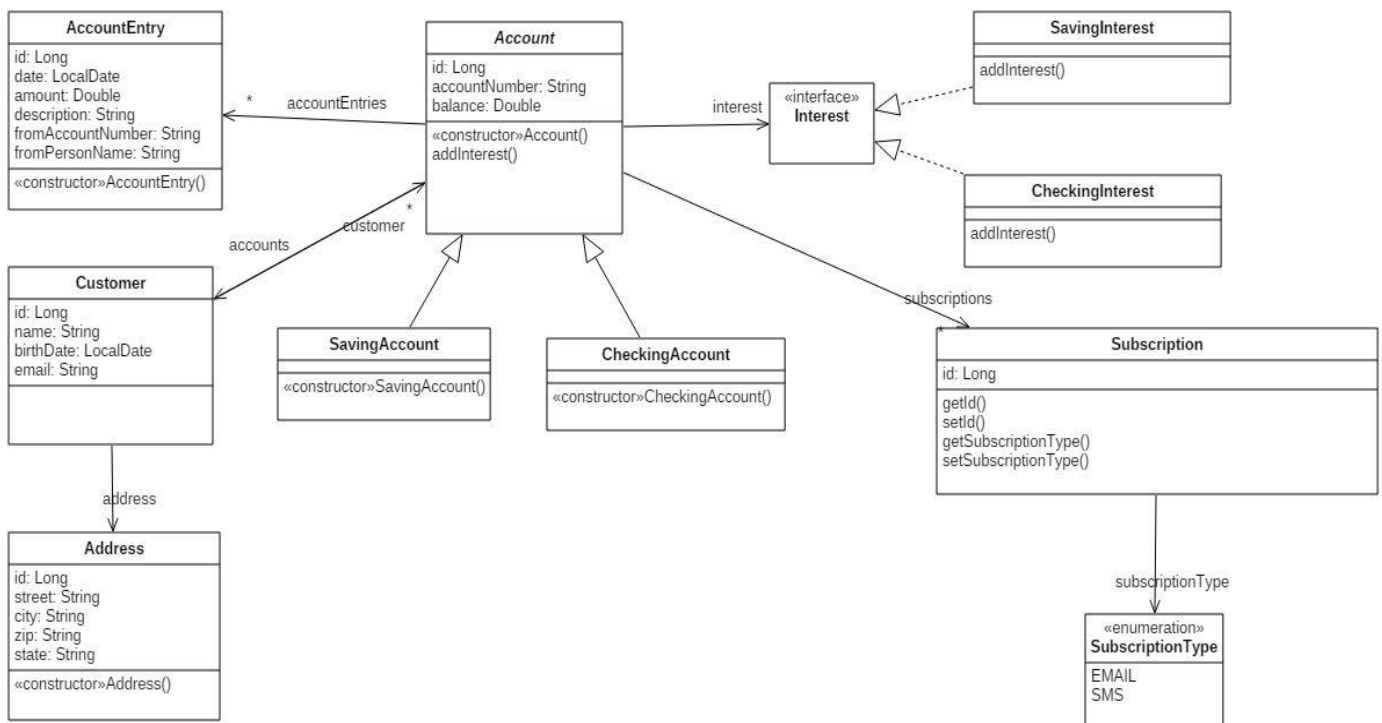 AccountEntry
id: Long
date: LocalDate
amount: Double
description: String
fromAccountNumber: String
fromPersonName: String
«constructor»AccountEntry()
*
accountEntries
Account
id: Long
accountNumber: String
balance: Double
«constructor»Account()
addInterest()
interest
«interface»
Interest
SavingInterest
addInterest()
CheckingInterest
addInterest()
*
customer
accounts
Customer
id: Long
name: String
birthDate: LocalDate
email: String
SavingAccount
«constructor»SavingAccount()
CheckingAccount
«constructor»CheckingAccount()
subscriptions
*
Subscription
id: Long
getId()
setId()
getSubscriptionType()
setSubscriptionType()
address
Address
id: Long
street: String
city: String
zip: String
state: String
«constructor»Address()
subscriptionType
«enumeration»
SubscriptionType
EMAIL
SMS